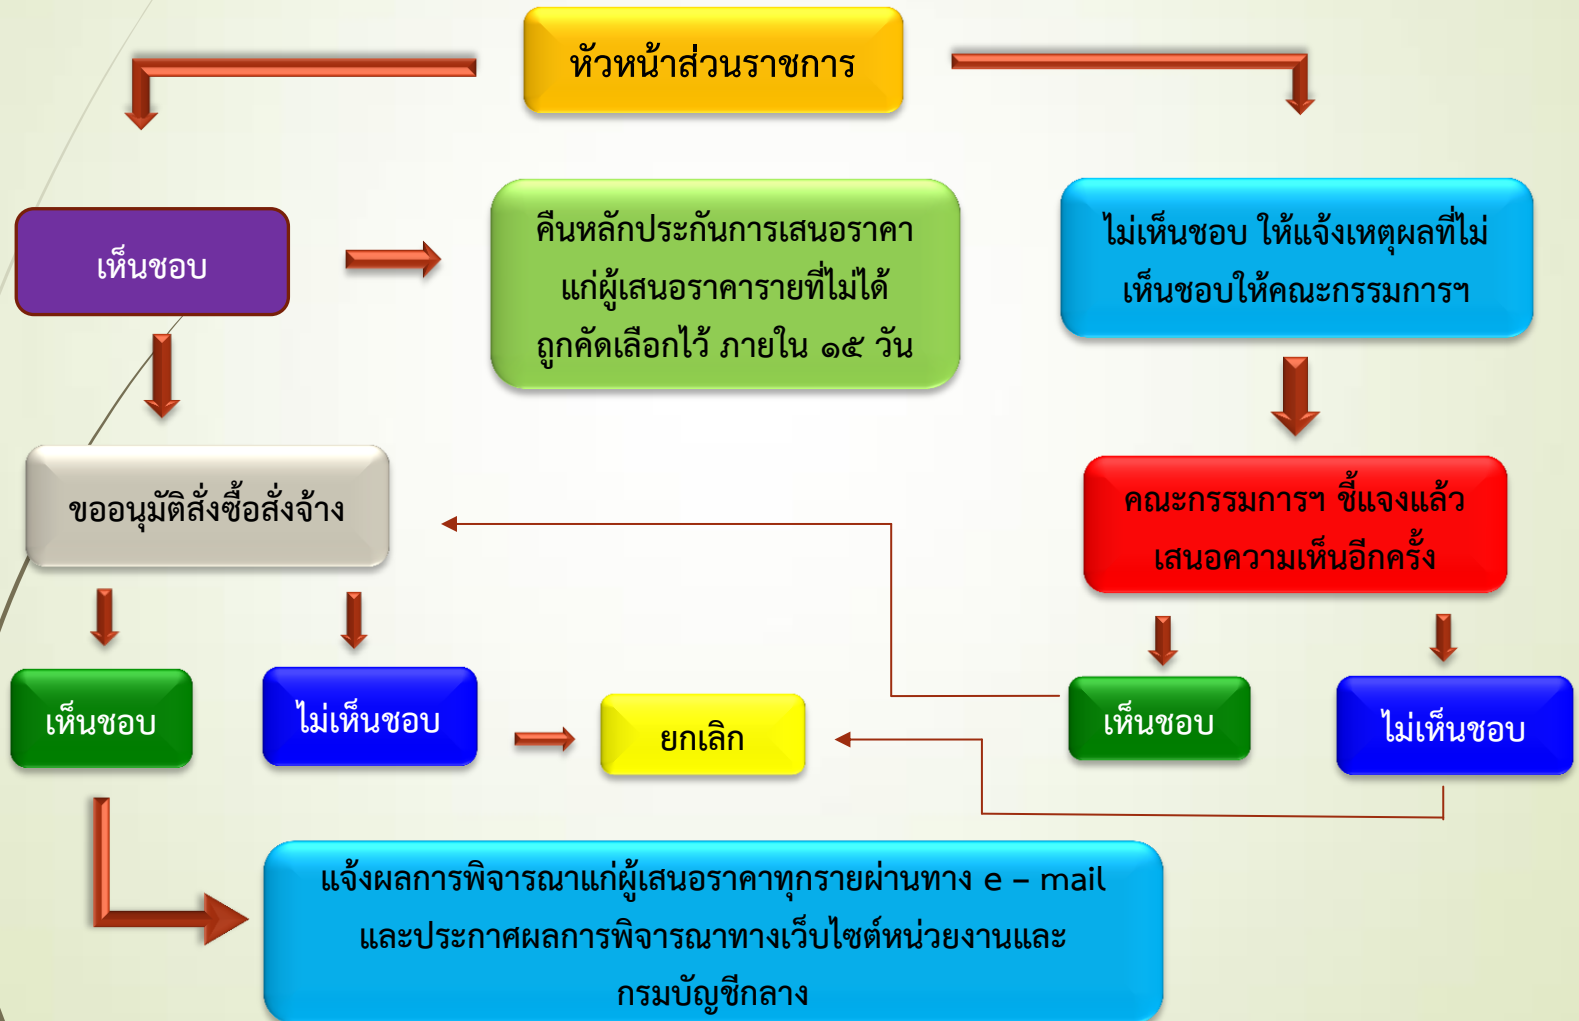 หัวหน้าส่วนราชการ
เห็นชอบ
คืนหลักประกันการเสนอราคา
แก่ผู้เสนอราคารายที่ไม่ได้
ถูกคัดเลือกไว้ ภายใน ๑๕ วัน
ไม่เห็นชอบ ให้แจ้งเหตุผลที่ไม่
เห็นชอบให้คณะกรรมการฯ
ขออนุมัติสั่งซื้อสั่งจ้าง
คณะกรรมการฯ ชี้แจงแล้ว
เสนอความเห็นอีกครั้ง
เห็นชอบ
ไม่เห็นชอบ
ยกเลิก
เห็นชอบ
ไม่เห็นชอบ
แจ้งผลการพิจารณาแก่ผู้เสนอราคาทุกรายผ่านทาง e – mail
และประกาศผลการพิจารณาทางเว็บไซต์หน่วยงานและ
กรมบัญชีกลาง